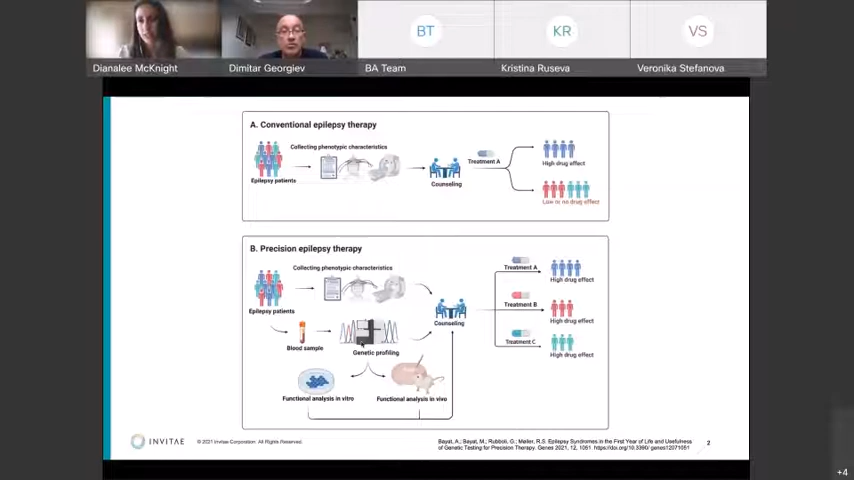 BT
KR
VS
Dianalee McKnight
Dimitar Georgiev
BA Team
Kristina Ruseva
Veronika Stefanova
A. Conventional epilepsy therapy
Collecting phenotypic characteristics
Epilepsy patients
Counseling
Treatment A
High drug effect
Low or no drug effect
B. Precision epilepsy therapy
Collecting phenotypic characteristics
Epilepsy patients
Blood sample
Genetic profiling
Functional analysis in vitro
Functional analysis in vivo
Counseling
Treatment A
High drug effect
Treatment B
High drug effect
Treatment C
High drug effect
INVITAE
© 2021 Invitae Corporation. All Rights Reserved.
Bayat, A.; Bayat, M.; Rubboli, G.; Møller, R.S. Epilepsy Syndromes in the First Year of Life and Usefulness
of Genetic Testing for Precision Therapy. Genes 2021, 12, 1051. https://doi.org/10.3390/ genes12071051
2
+4